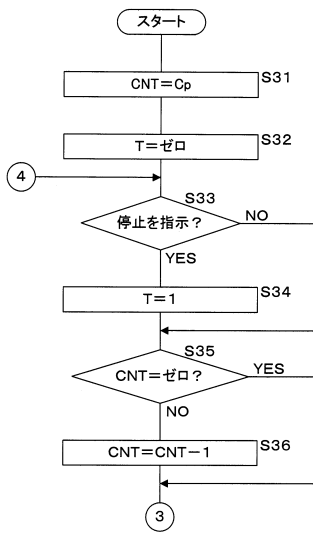 スタート
S31
CNT=Cp
S32
T=ゼロ
4
S33
停止を指示?
NO
YES
S34
T=1
S35
CNT=ゼロ?
YES
NO
S36
CNT=CNT-1
3